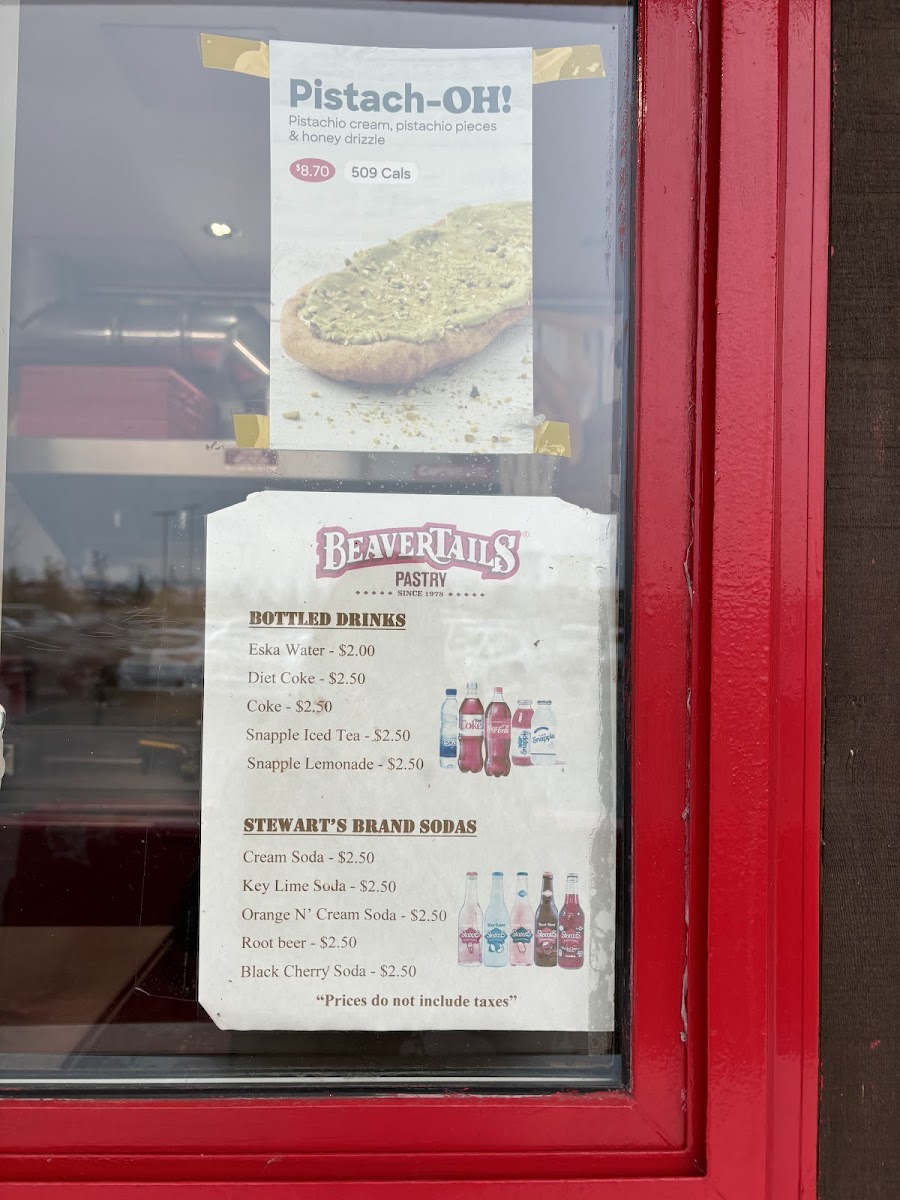 Pistach-OH!
Pistachio cream, pistachio pieces
& honey drizzle
$8.70 509 Cals
BEAVERTAILS®
PASTRY
SINCE 1978
BOTTLED DRINKS
Eska Water - $2.00
Diet Coke - $2.50
Coke - $2.50
Snapple Iced Tea - $2.50
Snapple Lemonade - $2.50
STEWART'S BRAND SODAS
Cream Soda - $2.50
Key Lime Soda - $2.50
Orange N' Cream Soda - $2.50
Root beer - $2.50
Black Cherry Soda - $2.50
“Prices do not include taxes”